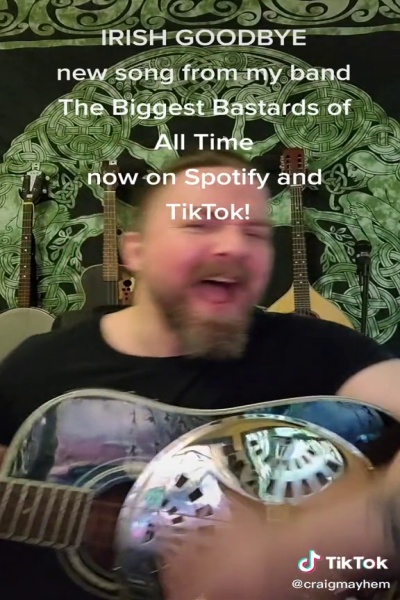 IRISH GOODBYE
new song from my band
The Biggest Bastards of
All Time
now on Spotify and
TikTok!
TikTok
@craigmayhem